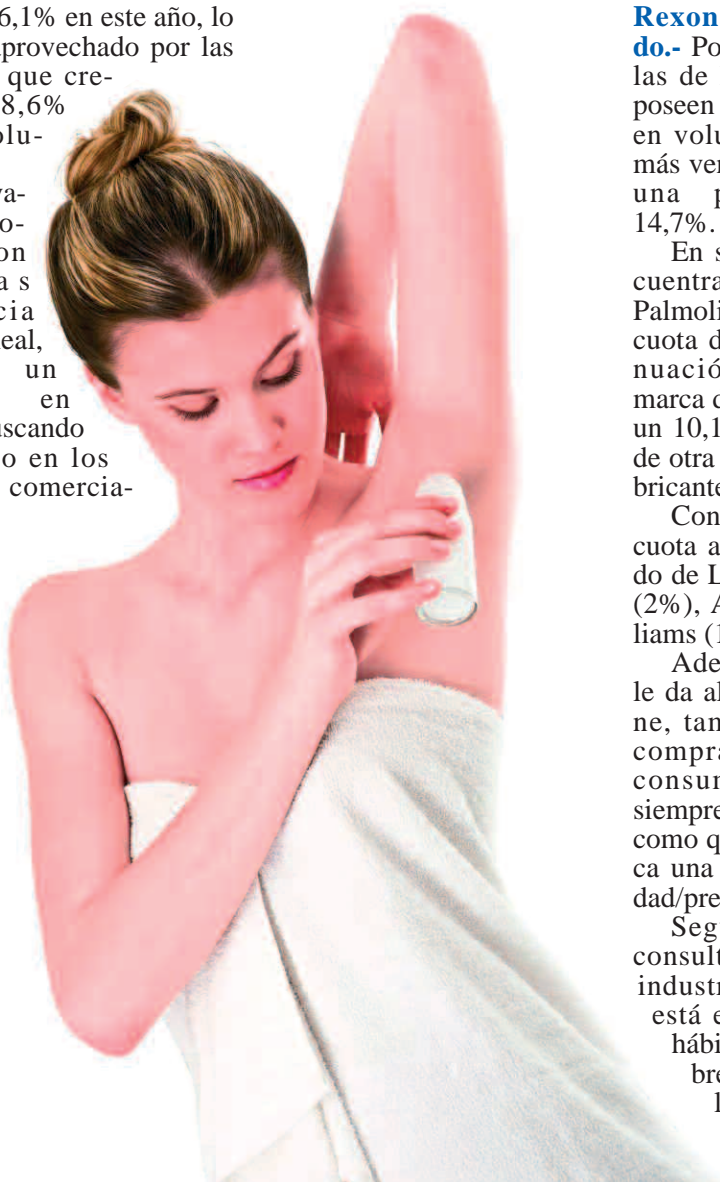 6,1% en este año, lo
aprovechado por las
que cre-
8,6%
olu-
va-
o-
on
a s
cia
eal,
un
en
uscando
o en los
comercia-
Rexon
do.- Po
las de
poseen
en volu
más ver
una p
14,7%.
En s
cuentra
Palmoli
cuota d
nuació
marca d
un 10,1
de otra
bricante
Con
cuota a
do de L
(2%), A
liams (1
Ade
le da al
ne, tan
compra
consur
siempre
como q
ca una
dad/pre
Seg
consult
industr
está e
hábi
bre
l